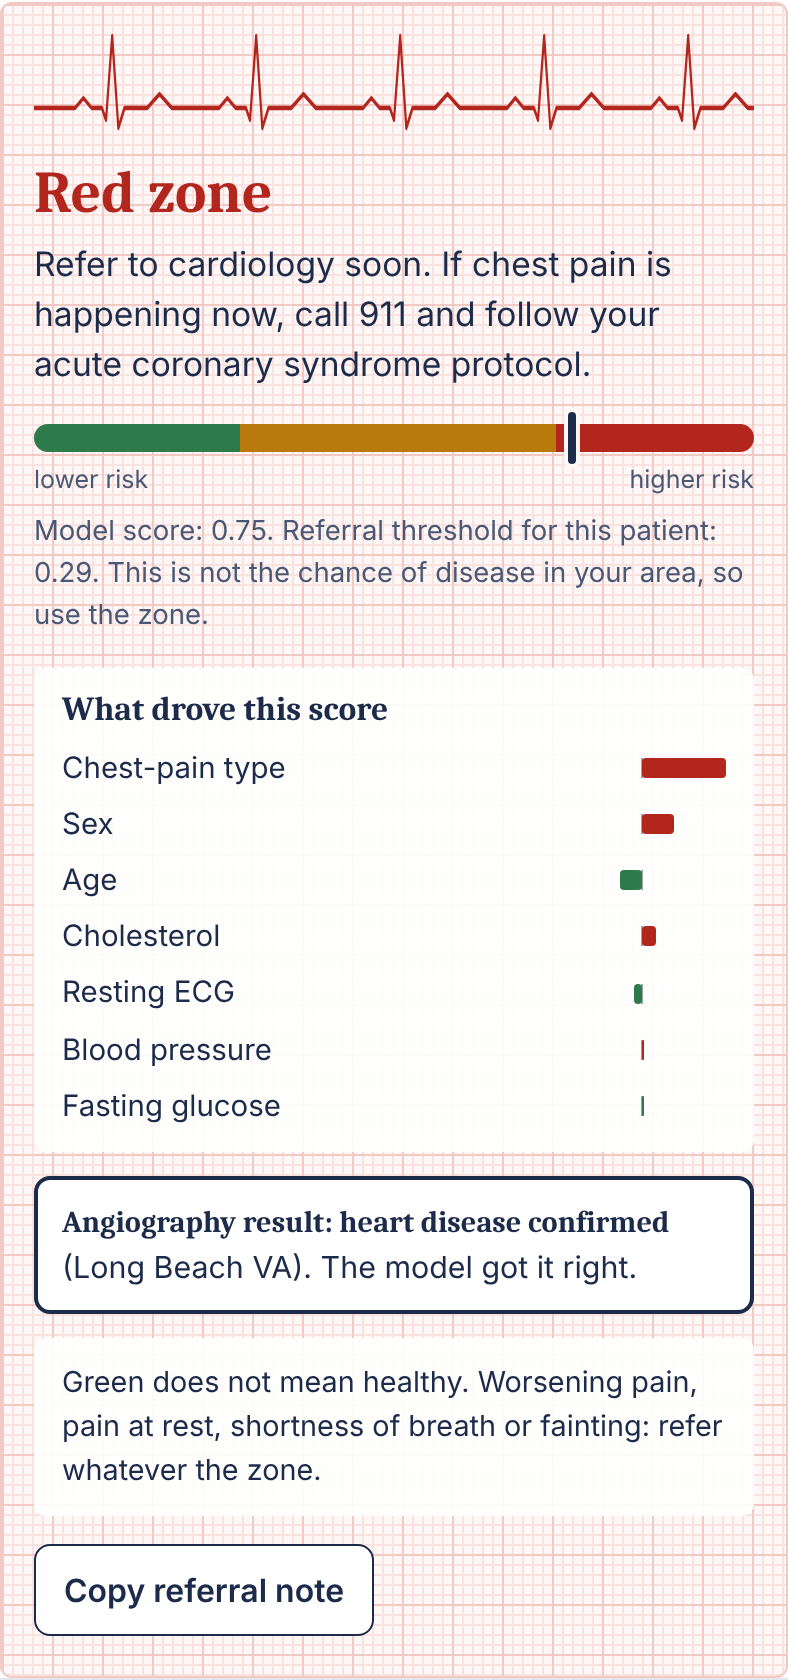 Red zone
Refer to cardiology soon. If chest pain is
happening now, call 911 and follow your
acute coronary syndrome protocol.
lower risk
higher risk
Model score: 0.75. Referral threshold for this patient:
0.29. This is not the chance of disease in your area, so
use the zone.
What drove this score
Chest-pain type
Sex
Age
Cholesterol
Resting ECG
Blood pressure
Fasting glucose
Angiography result: heart disease confirmed
(Long Beach VA). The model got it right.
Green does not mean healthy. Worsening pain,
pain at rest, shortness of breath or fainting: refer
whatever the zone.
Copy referral note